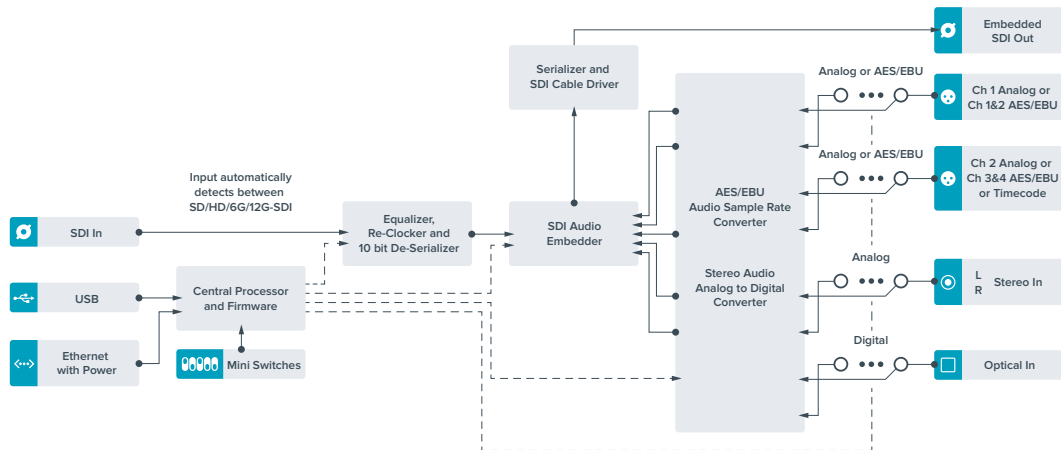 Embedded
SDI Out
Serializer and
SDI Cable Driver
Analog or AES/EBU
Ch 1 Analog or
Ch 1&2 AES/EBU
Analog or AES/EBU
Ch 2 Analog or
Ch 3&4 AES/EBU
or Timecode
Input automatically
detects between
SD/HD/6G/12G-SDI
AES/EBU
Audio Sample Rate
Converter
SDI In
Equalizer,
Re-Clocker and
10 bit De-Serializer
SDI Audio
Embedder
Analog
Stereo Audio
Analog to Digital
Converter
L
R
Stereo In
USB
Central Processor
and Firmware
Digital
Ethernet
with Power
Mini Switches
Optical In